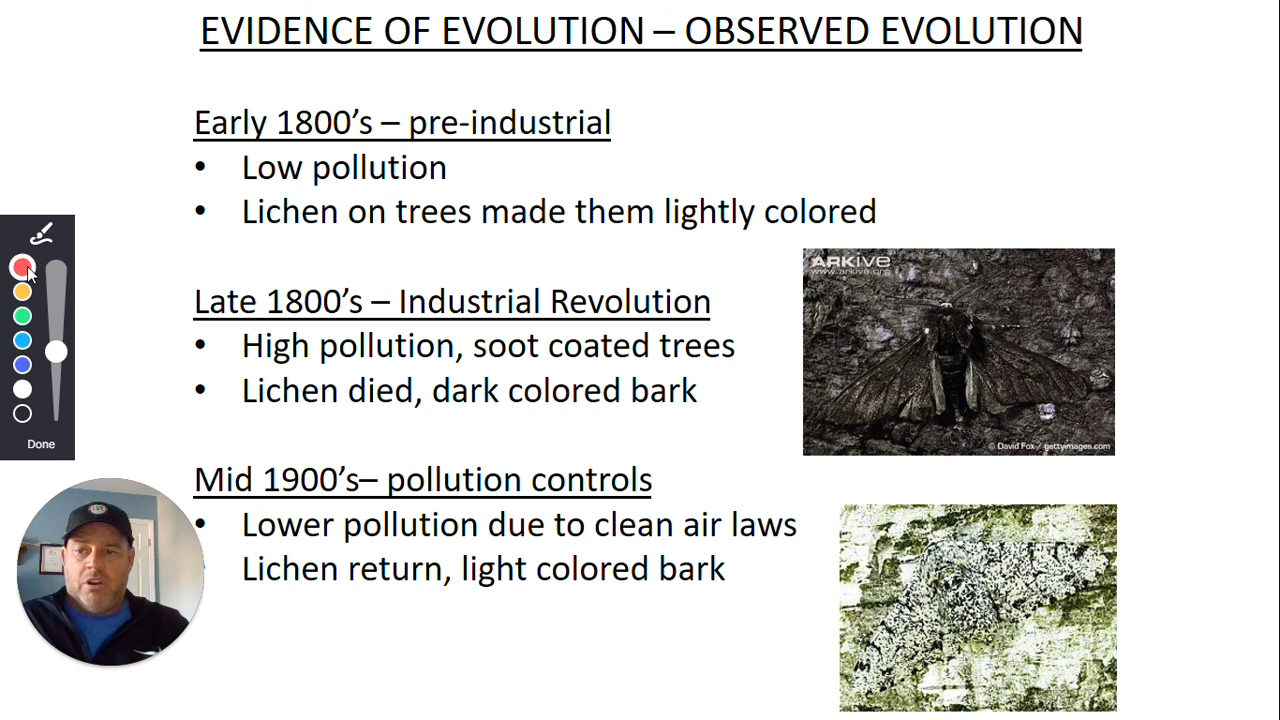 EVIDENCE OF EVOLUTION – OBSERVED EVOLUTION
Early 1800’s – pre-industrial
• Low pollution
• Lichen on trees made them lightly colored
Late 1800’s – Industrial Revolution
• High pollution, soot coated trees
• Lichen died, dark colored bark
Mid 1900’s– pollution controls
• Lower pollution due to clean air laws
Lichen return, light colored bark
ARKive
www.arkive.org
© David Fox / gettyimages.com
Done